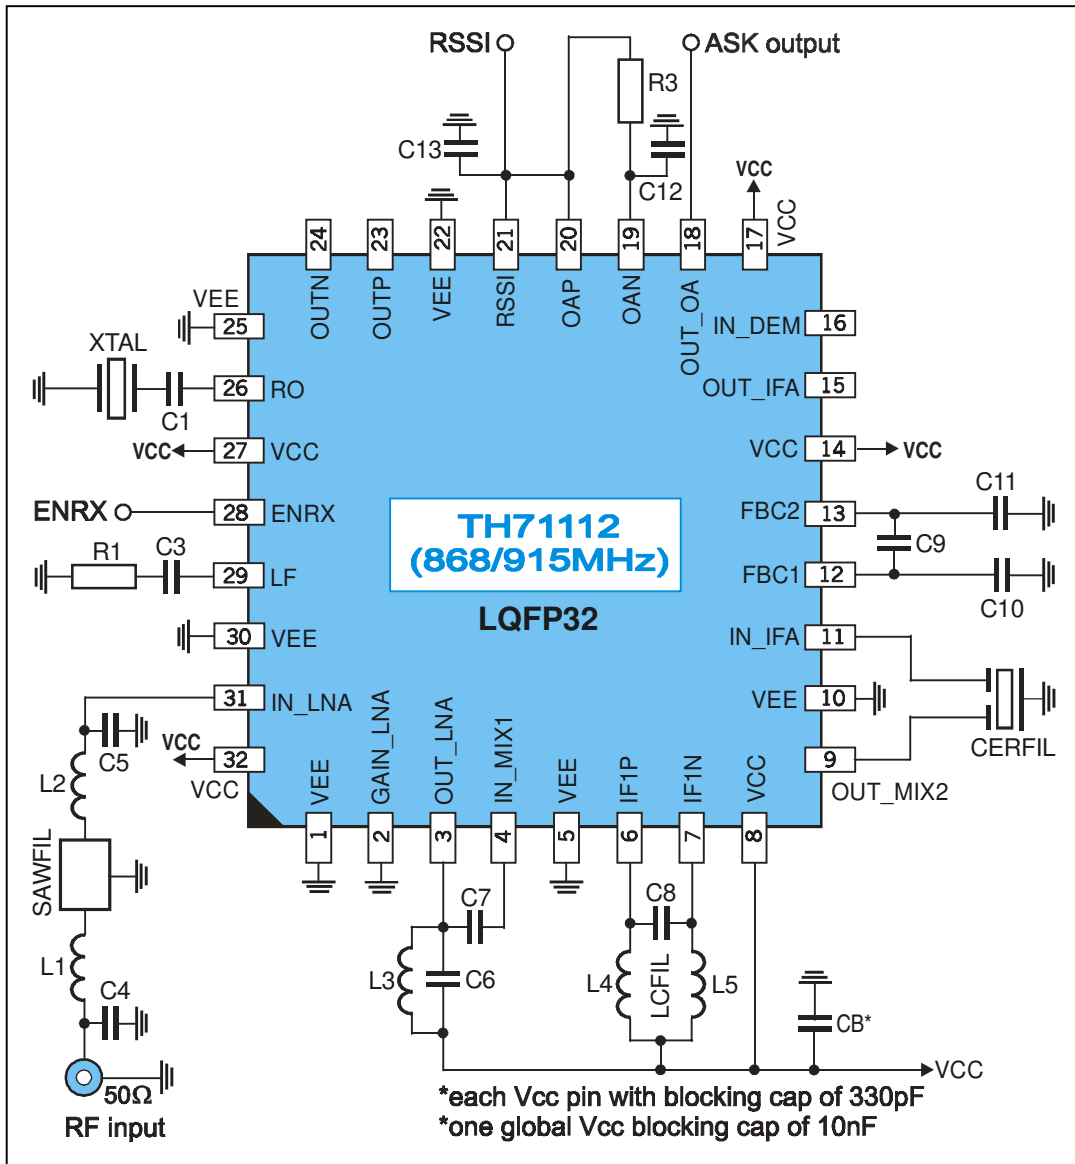 RSSI
ASK output
R3
C13
C12
VCC
VCC
24
23
22
21
20
19
18
17
OUTN
OUTP
VEE
RSSI
OAP
OAN
OUT_OA
VEE
25
IN_DEM
16
XTAL
C1
26
RO
OUT_IFA
15
VCC
27
VCC
VCC
14
VCC
ENRX
28
ENRX
FBC2
13
C11
C9
TH71112
(868/915MHz)
LQFP32
R1
C3
29
LF
FBC1
12
C10
30
VEE
IN_IFA
11
31
IN_LNA
VEE
10
CERFIL
C5
VCC
32
VCC
9
OUT_MIX2
L2
VEE
GAIN_LNA
OUT_LNA
IN_MIX1
VEE
IF1P
IF1N
VCC
1
2
3
4
5
6
7
8
SAWFIL
L1
C4
50Ω
RF input
C7
L3
C6
C8
L4
LCFIL
L5
CB*
VCC
*each Vcc pin with blocking cap of 330pF
*one global Vcc blocking cap of 10nF